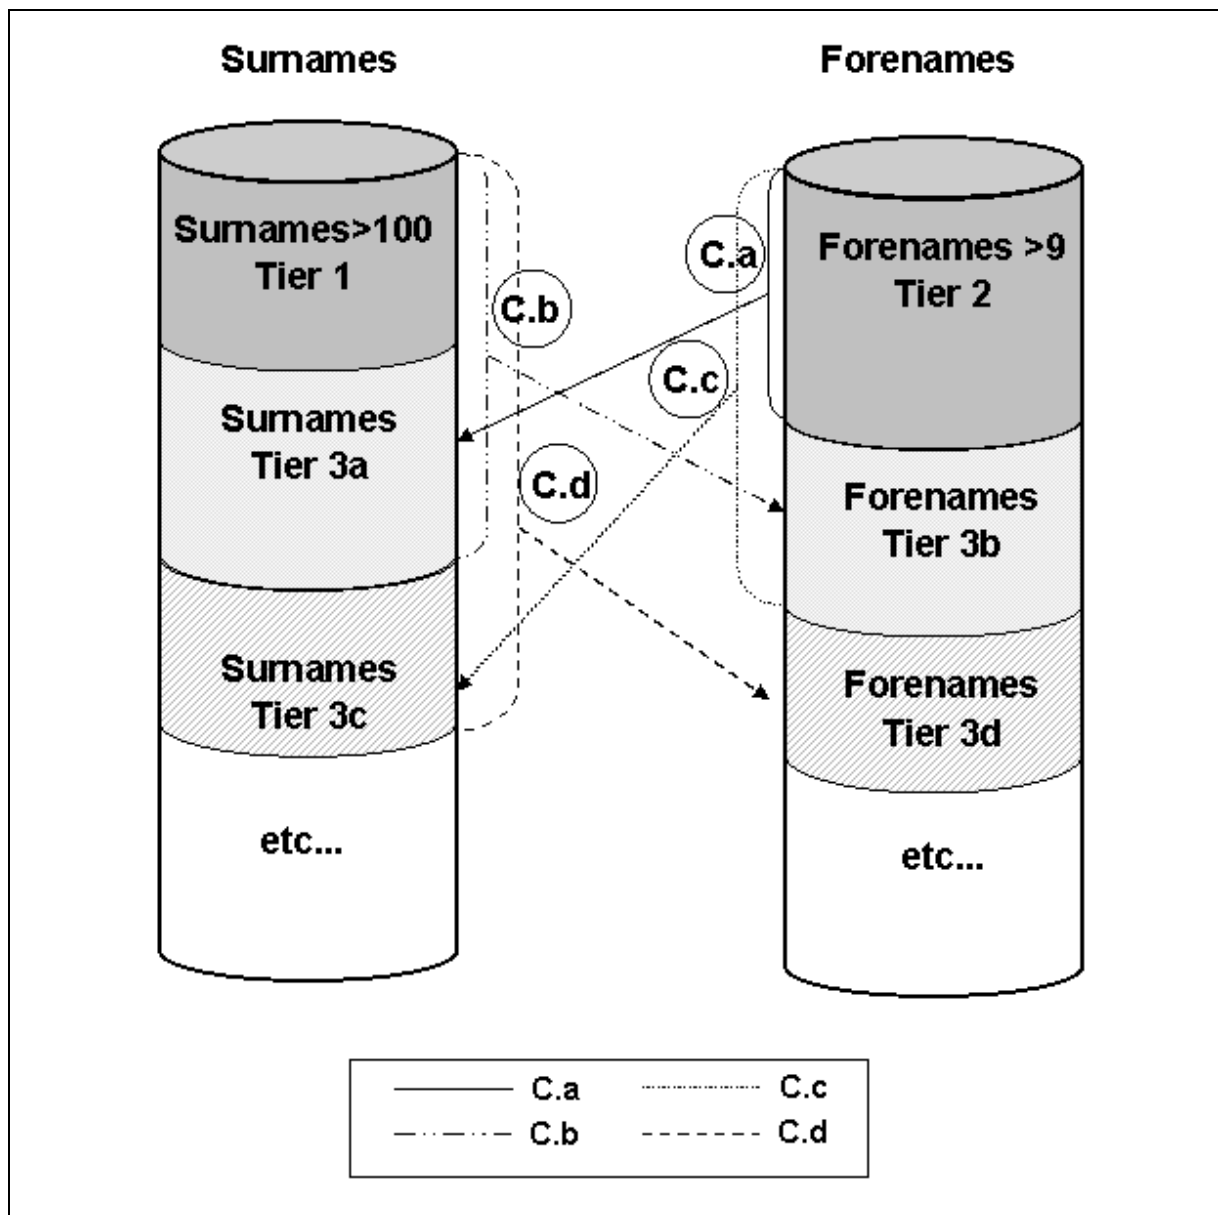 Surnames
Forenames
Surnames>100
Tier 1
Forenames >9
Tier 2
C.a
C.b
C.c
Surnames
Tier 3a
C.d
Forenames
Tier 3b
Surnames
Tier 3c
Forenames
Tier 3d
etc...
etc...
C.a
C.c
C.b
C.d